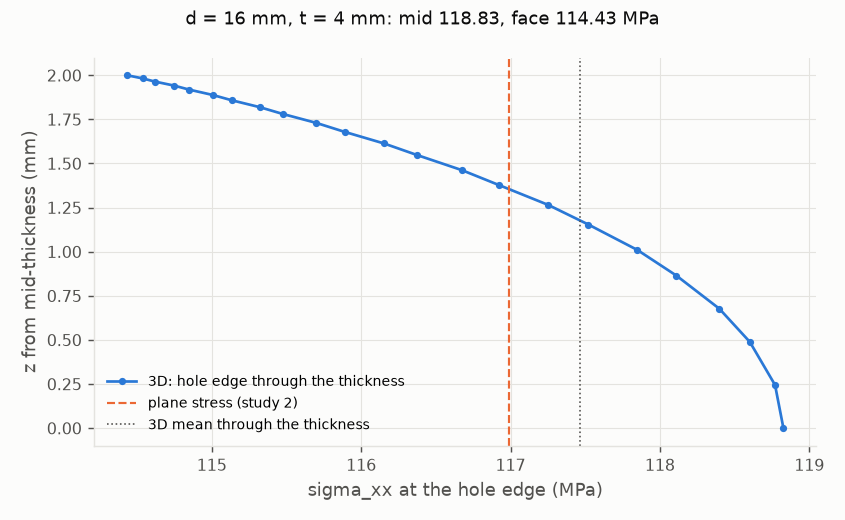 d = 16 mm, t = 4 mm: mid 118.83, face 114.43 MPa
z from mid-thickness (mm)
2.00
1.75
1.50
1.25
1.00
0.75
0.50
0.25
0.00
3D: hole edge through the thickness
plane stress (study 2)
3D mean through the thickness
115
116
117
118
119
sigma_xx at the hole edge (MPa)